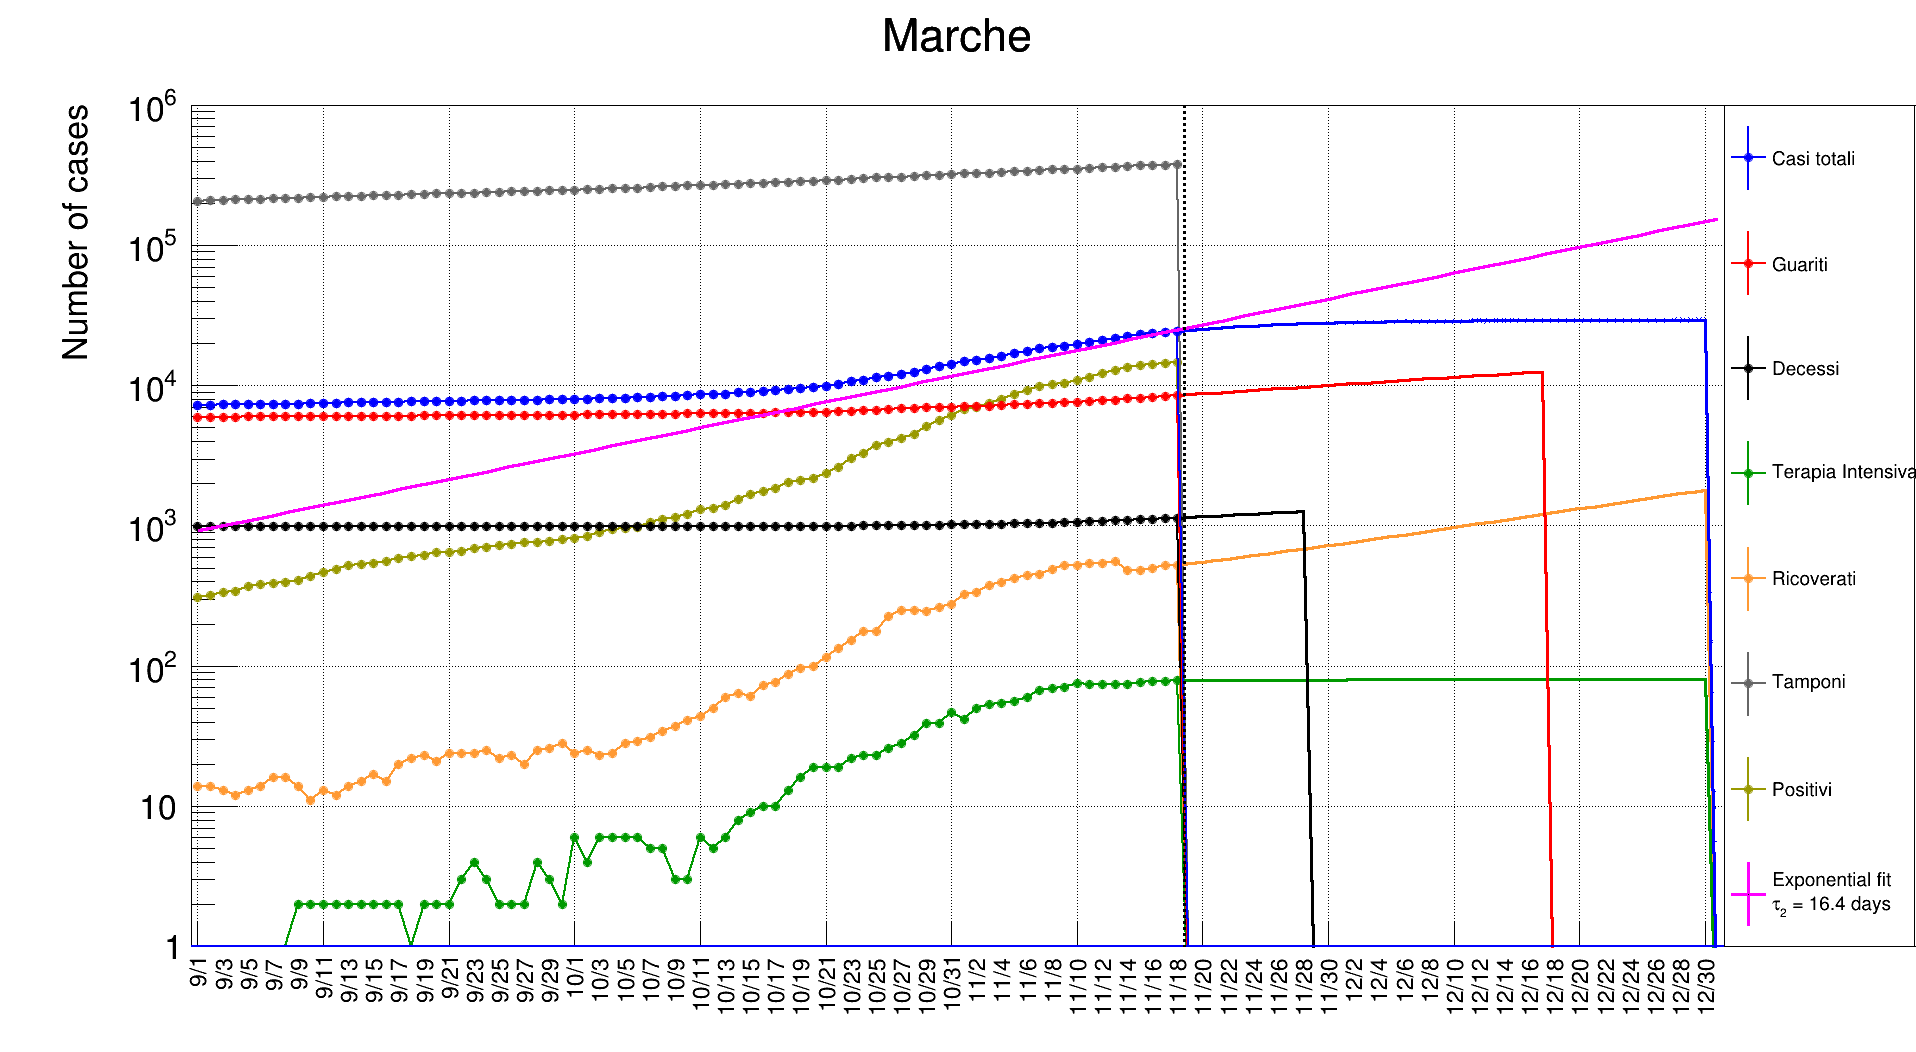 Marche
Number of cases
10^6
10^5
10^4
10^3
10^2
10
1
9/1 9/3 9/5 9/7 9/9 9/11 9/13 9/15 9/17 9/19 9/21 9/23 9/25 9/27 9/29 10/1 10/3 10/5 10/7 10/9 10/11 10/13 10/15 10/17 10/19 10/21 10/23 10/25 10/27 10/29 10/31 11/2 11/4 11/6 11/8 11/10 11/12 11/14 11/16 11/18 11/20 11/22 11/24 11/26 11/28 11/30 12/2 12/4 12/6 12/8 12/10 12/12 12/14 12/16 12/18 12/20 12/22 12/24 12/26 12/28 12/30
Casi totali
Guariti
Decessi
Terapia Intensiva
Ricoverati
Tamponi
Positivi
Exponential fit
τ₂ = 16.4 days